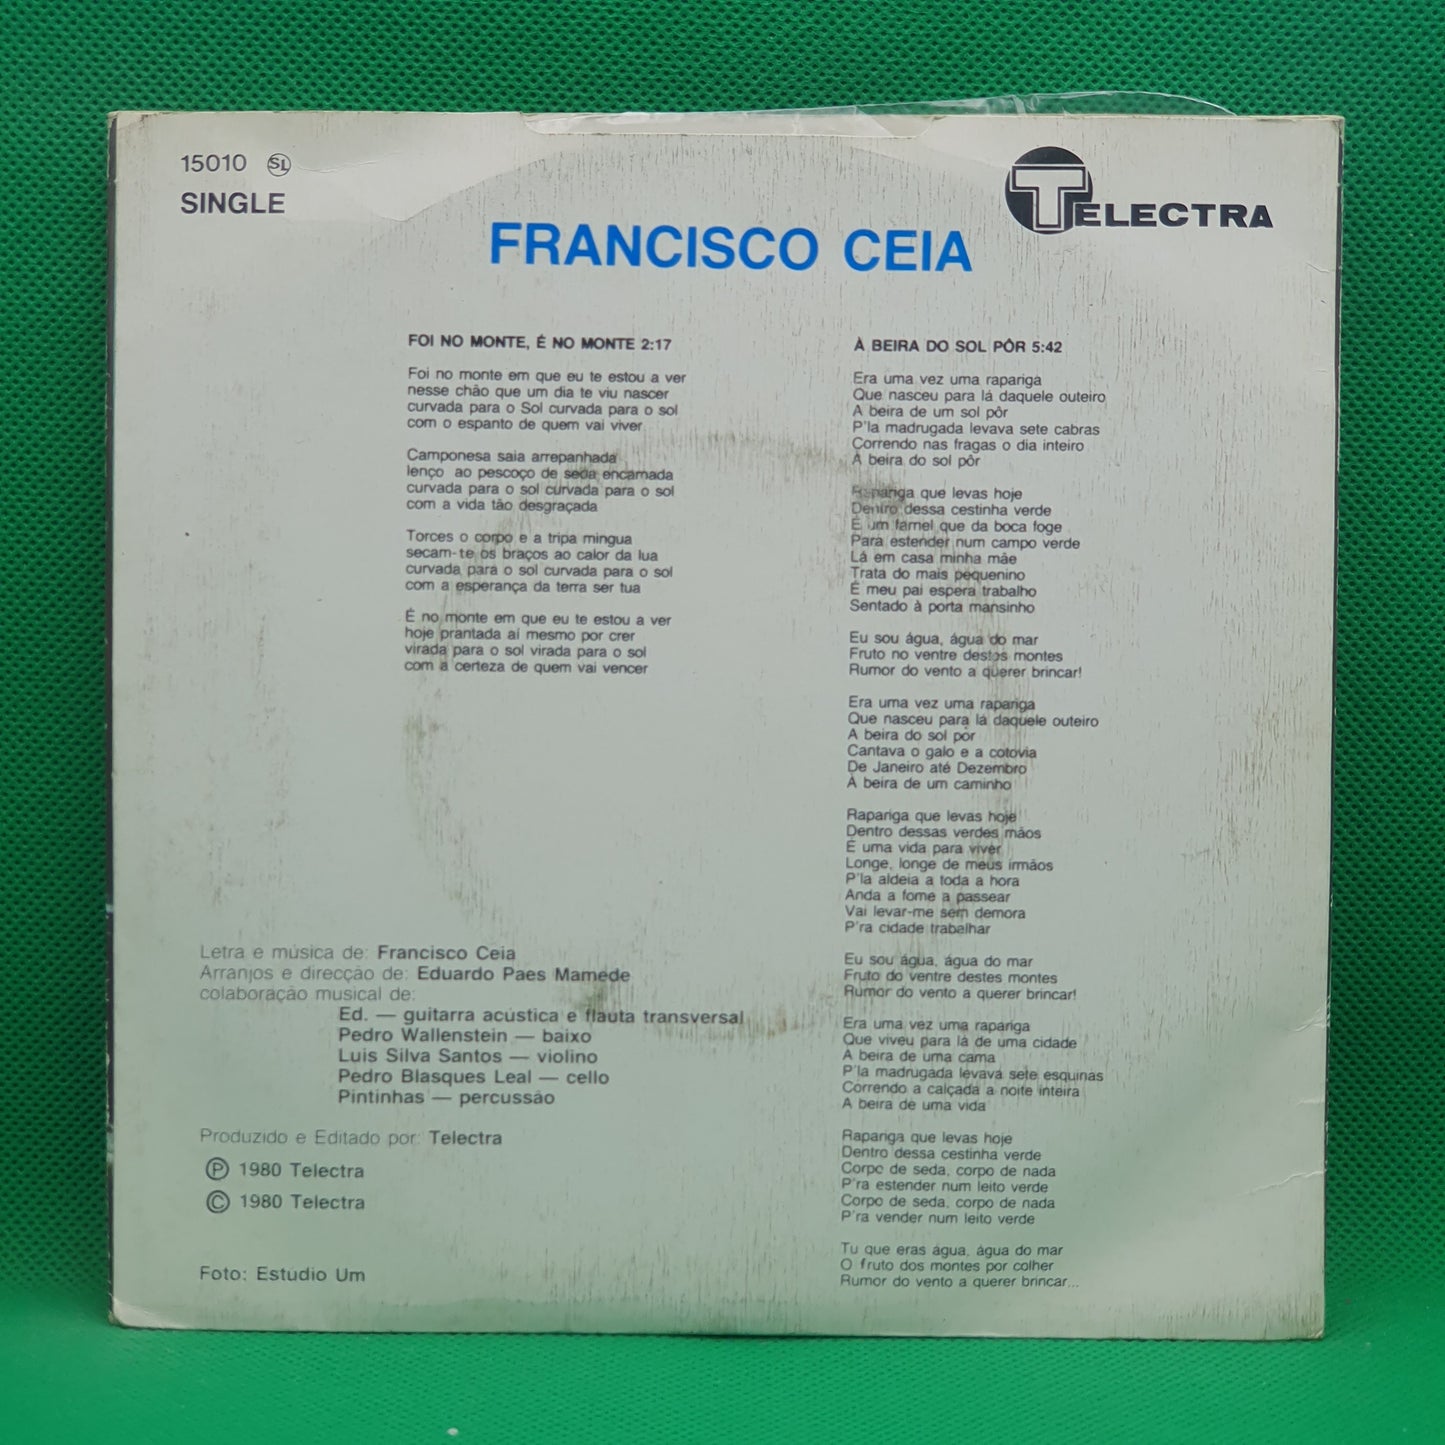 15010 SL
SINGLE
TELECTRA
FRANCISCO CEIA
FOI NO MONTE, É NO MONTE 2:17
Foi no monte em que eu te estou a ver
nesse chão que um dia te viu nascer
curvada para o Sol curvada para o sol
com o espanto de quem vai viver
Camponesa saia arrepanhada
lenço ao pescoço de seda encarnada
curvada para o sol curvada para o sol
com a vida tão desgraçada
Torces o corpo e a tripa mingua
secam-te os braços ao calor da lua
curvada para o sol curvada para o sol
com a esperança da terra ser tua
É no monte em que eu te estou a ver
hoje prantada aí mesmo por crer
virada para o sol virada para o sol
com a certeza de quem vai vencer
Letra e música de: Francisco Ceia
Arranjos e direcção de: Eduardo Paes Mamede
colaboração musical de:
Ed. — guitarra acústica e flauta transversal
Pedro Wallenstein — baixo
Luis Silva Santos — violino
Pedro Blasques Leal — cello
Pintinhas — percussão
Produzido e Editado por: Telectra
Ⓟ 1980 Telectra
© 1980 Telectra
Foto: Estudio Um
À BEIRA DO SOL PÔR 5:42
Era uma vez uma rapariga
Que nasceu para lá daquele outeiro
A beira de um sol pôr
P'la madrugada levava sete cabras
Correndo nas fragas o dia inteiro
À beira do sol pôr
Rapariga que levas hoje
Dentro dessa cestinha verde
É um farnel que da boca foge
Para estender num campo verde
Lá em casa minha mãe
Trata do mais pequenino
E meu pai espera trabalho
Sentado à porta mansinho
Eu sou água, água do mar
Fruto no ventre destes montes
Rumor do vento a querer brincar!
Era uma vez uma rapariga
Que nasceu para lá daquele outeiro
A beira do sol pôr
Cantava o galo e a cotovia
De Janeiro até Dezembro
À beira de um caminho
Rapariga que levas hoje
Dentro dessas verdes mãos
É uma vida para viver
Longe, longe de meus irmãos
P'la aldeia a toda a hora
Anda a fome a passear
Vai levar-me sem demora
P'ra cidade trabalhar
Eu sou água, água do mar
Fruto do ventre destes montes
Rumor do vento a querer brincar!
Era uma vez uma rapariga
Que viveu para lá de uma cidade
A beira de uma cama
P'la madrugada levava sete esquinas
Correndo a calçada a noite inteira
A beira de uma vida
Rapariga que levas hoje
Dentro dessa cestinha verde
Corpo de seda, corpo de nada
P'ra estender num leito verde
Corpo de seda, corpo de nada
P'ra vender num leito verde
Tu que eras água, água do mar
O fruto dos montes por colher
Rumor do vento a querer brincar...